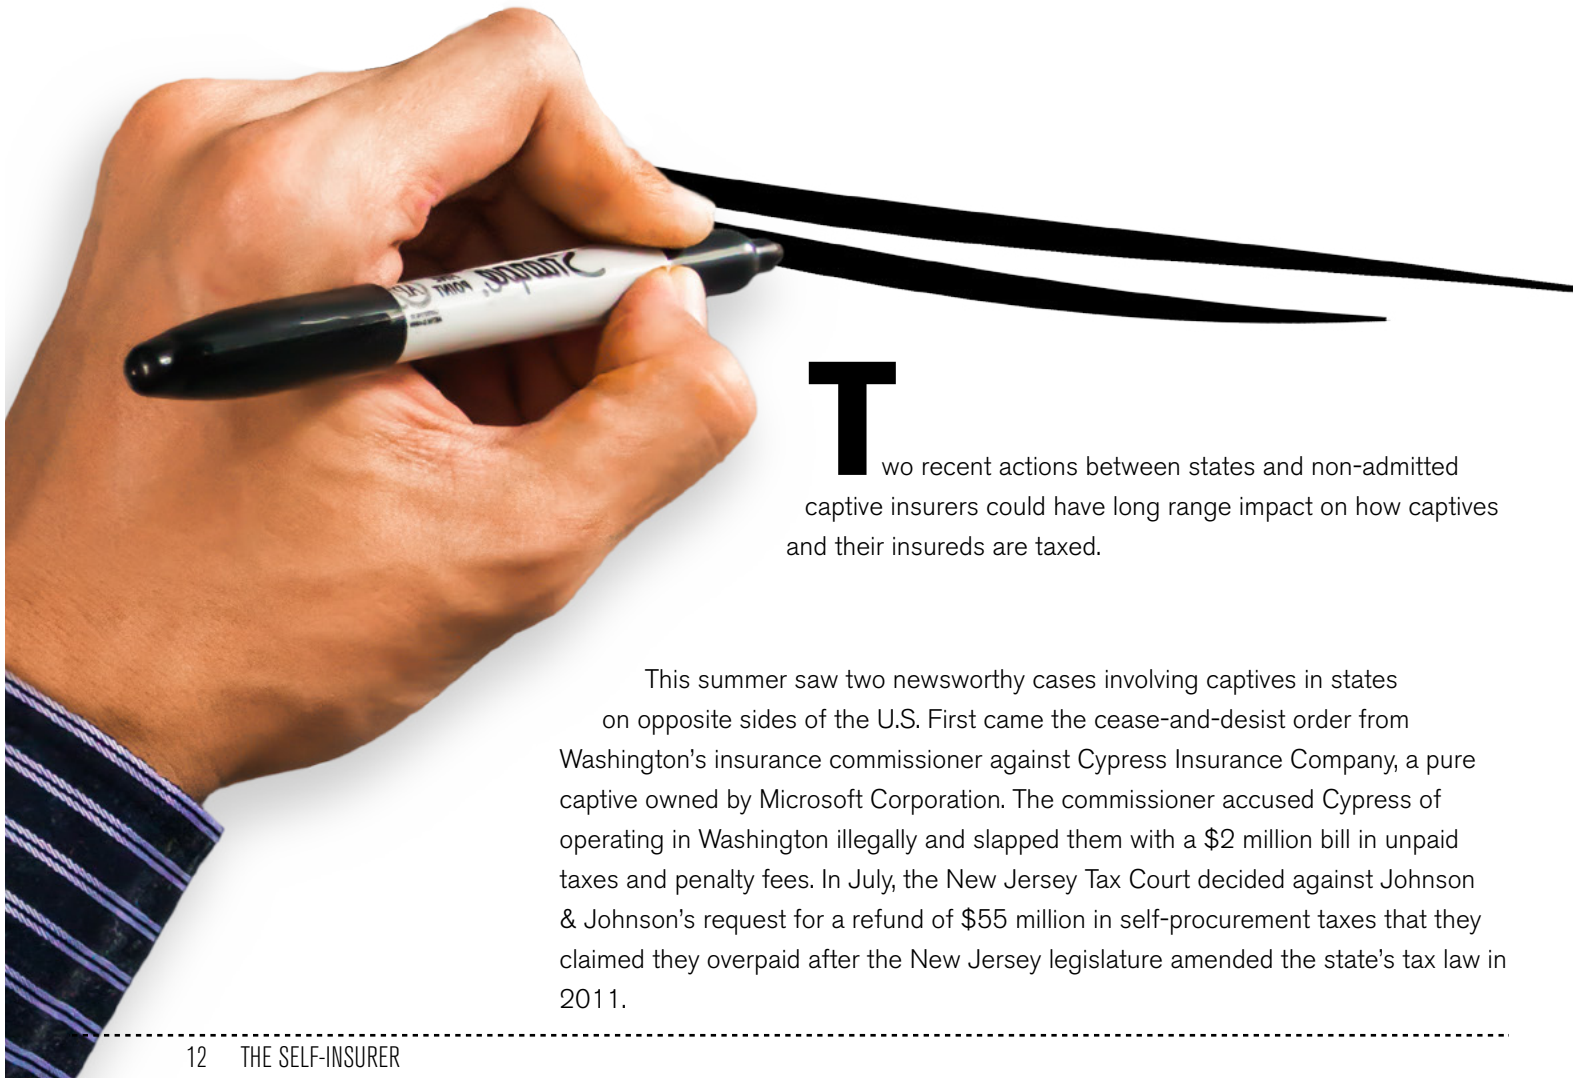 Two recent actions between states and non-admitted
captive insurers could have long range impact on how captives
and their insureds are taxed.
This summer saw two newsworthy cases involving captives in states
on opposite sides of the U.S. First came the cease-and-desist order from
Washington’s insurance commissioner against Cypress Insurance Company, a pure
captive owned by Microsoft Corporation. The commissioner accused Cypress of
operating in Washington illegally and slapped them with a $2 million bill in unpaid
taxes and penalty fees. In July, the New Jersey Tax Court decided against Johnson
& Johnson’s request for a refund of $55 million in self-procurement taxes that they
claimed they overpaid after the New Jersey legislature amended the state’s tax law in
2011.
12 THE SELF-INSURER